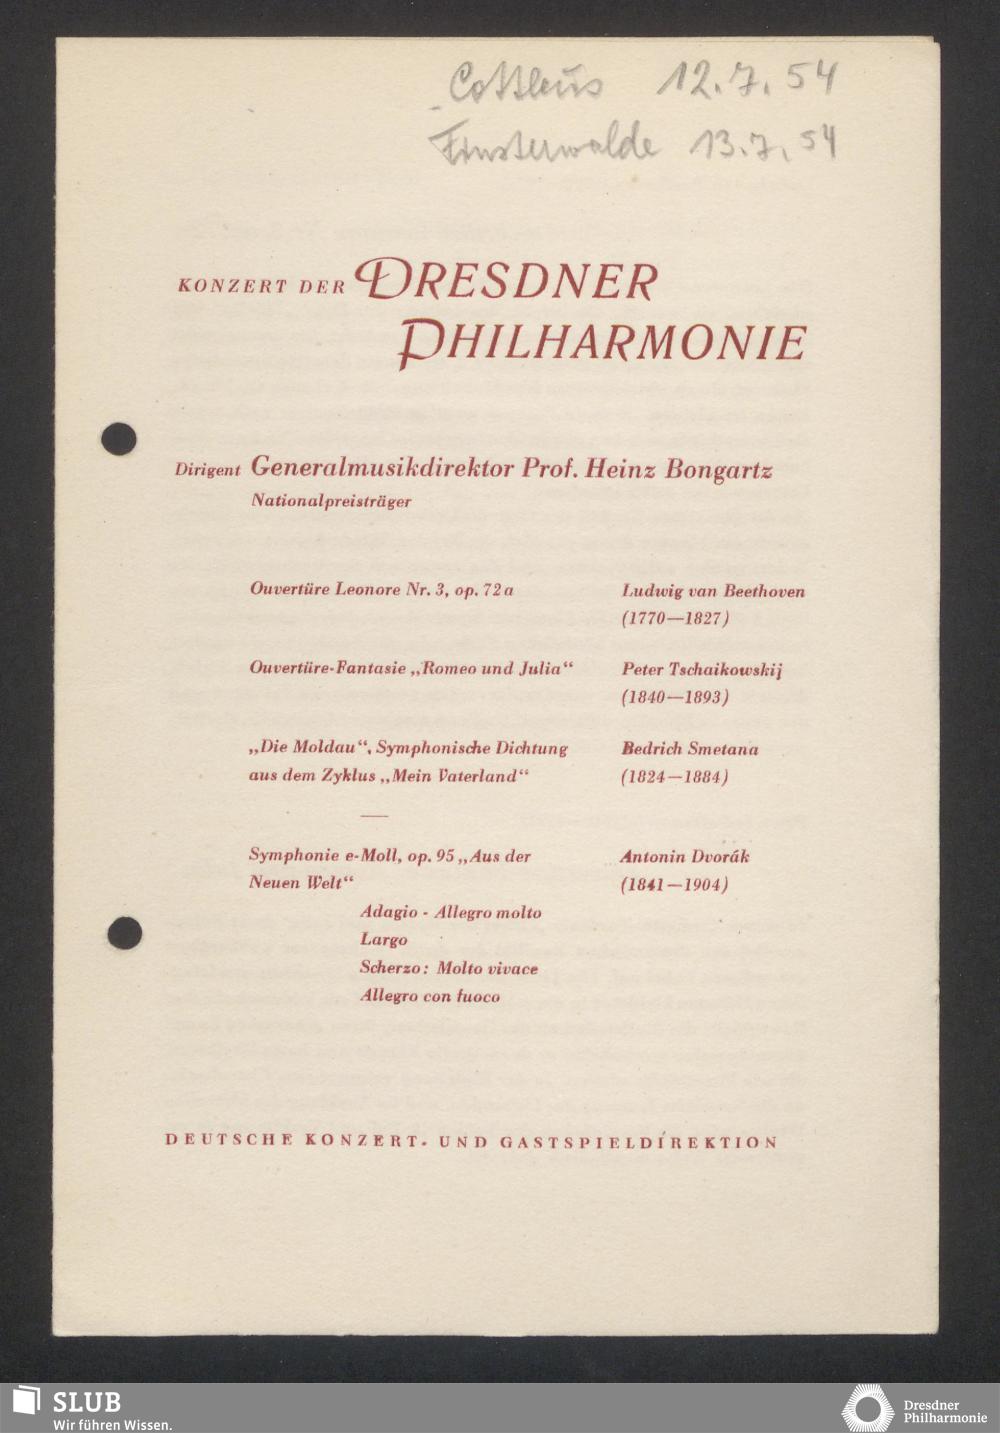 Cottbus 12.7.54
Finsterwalde 13.7.54
KONZERT DER DRESDNER
PHILHARMONIE
Dirigent Generalmusikdirektor Prof. Heinz Bongartz
Nationalpreisträger
Ouvertüre Leonore Nr. 3, op. 72 a Ludwig van Beethoven
(1770—1827)
Ouvertüre-Fantasie „Romeo und Julia“ Peter Tschaikowskij
(1840—1893)
„Die Moldau“, Symphonische Dichtung Bedrich Smetana
aus dem Zyklus „Mein Vaterland“ (1824—1884)
Symphonie e-Moll, op. 95 „Aus der Antonin Dvorák
Neuen Welt“ (1841—1904)
Adagio - Allegro molto
Largo
Scherzo: Molto vivace
Allegro con fuoco
DEUTSCHE KONZERT- UND GASTSPIELDIREKTION
SLUB
Wir führen Wissen.
Dresdner
Philharmonie